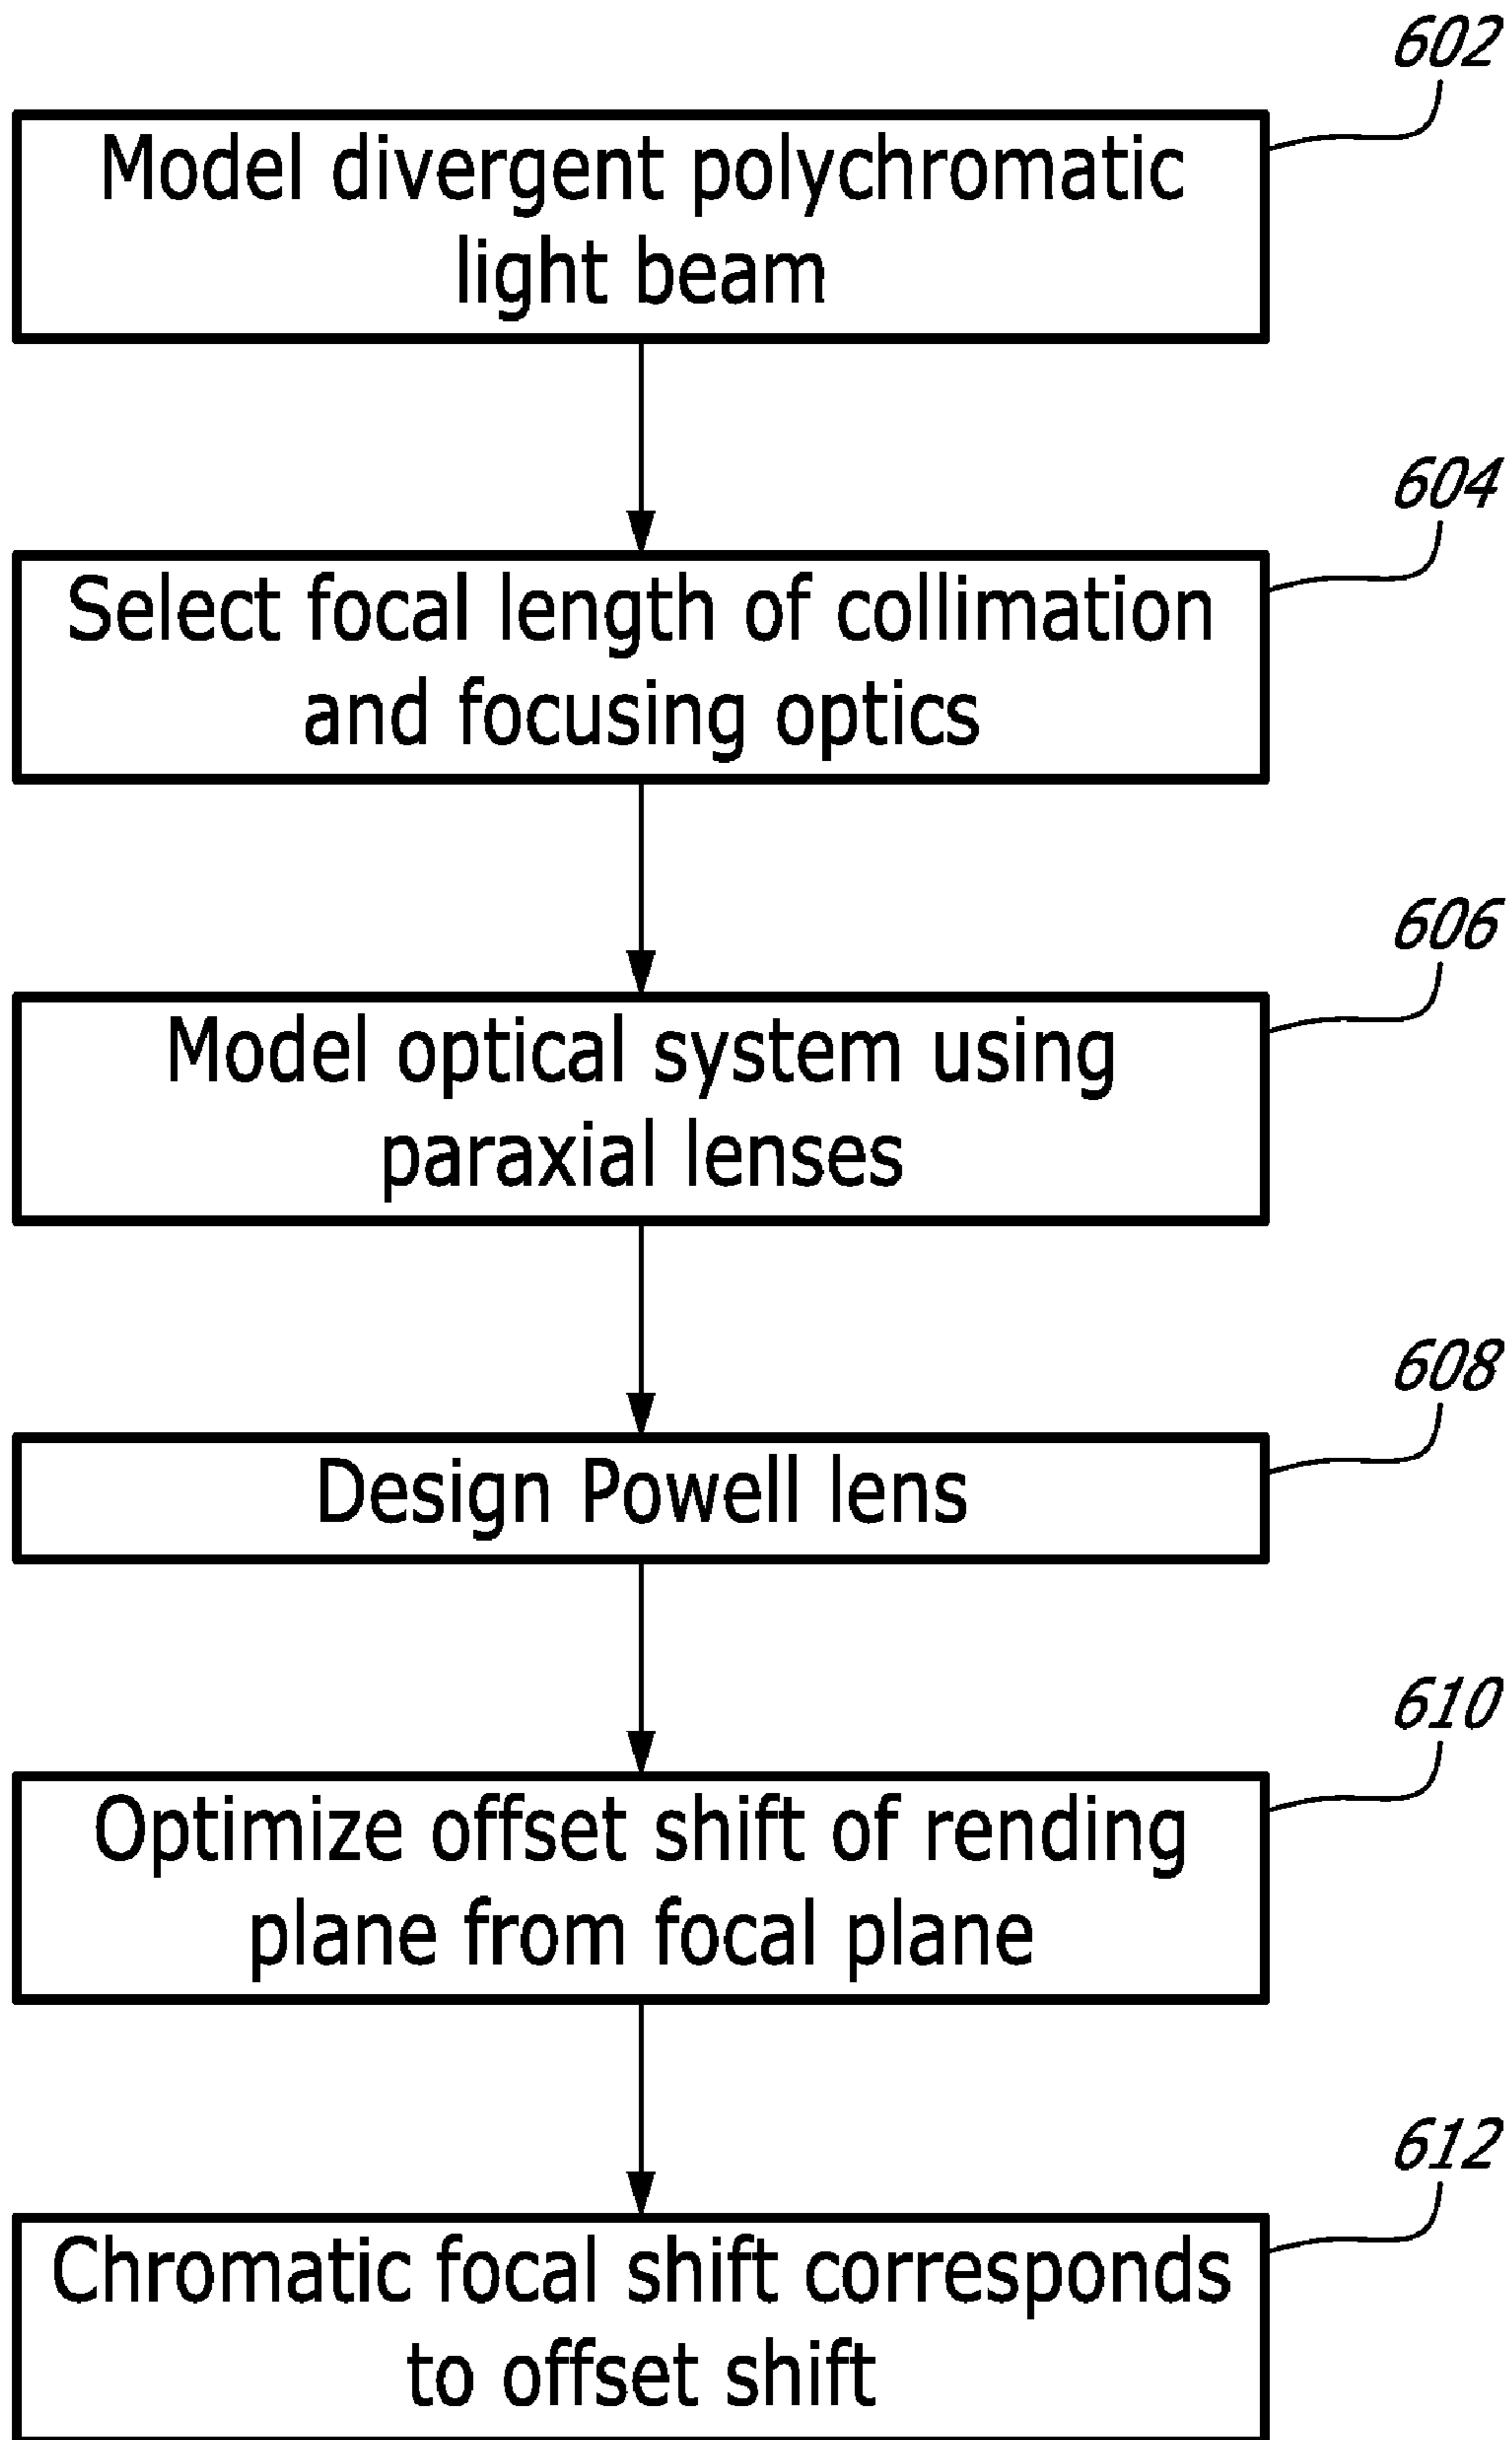 602
Model divergent polychromatic
light beam
604
Select focal length of collimation
and focusing optics
606
Model optical system using
paraxial lenses
608
Design Powell lens
610
Optimize offset shift of rending
plane from focal plane
612
Chromatic focal shift corresponds
to offset shift